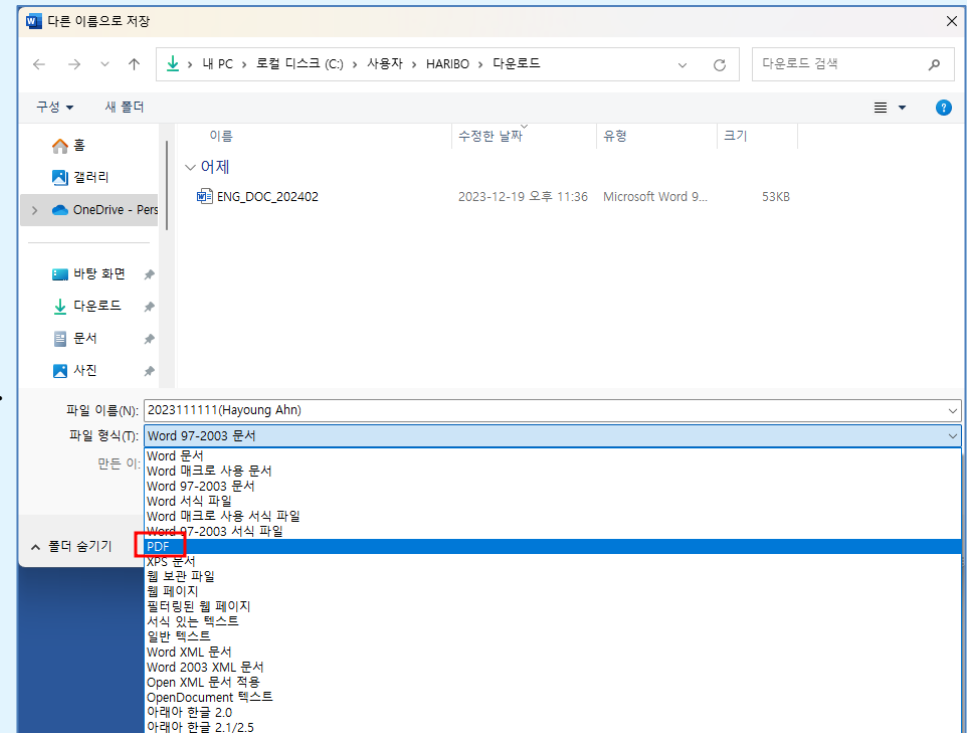 다른 이름으로 저장
내 PC > 로컬 디스크 (C:) > 사용자 > HARIBO > 다운로드
다운로드 검색
구성
새 폴더
이름 수정한 날짜 유형 크기
홈
갤러리
OneDrive - Pers
바탕 화면
다운로드
문서
사진
어제
ENG_DOC_202402 2023-12-19 오후 11:36 Microsoft Word 9... 53KB
파일 이름(N): 2023111111(Hayoung Ahn)
파일 형식(T): Word 97-2003 문서
만든 이:
Word 문서
Word 매크로 사용 문서
Word 97-2003 문서
Word 서식 파일
Word 매크로 사용 서식 파일
Word 97-2003 서식 파일
폴더 숨기기
PDF
XPS 문서
웹 보관 파일
웹 페이지
필터링된 웹 페이지
서식 있는 텍스트
일반 텍스트
Word XML 문서
Word 2003 XML 문서
Open XML 문서 적용
OpenDocument 텍스트
아래아 한글 2.0
아래아 한글 2.1/2.5